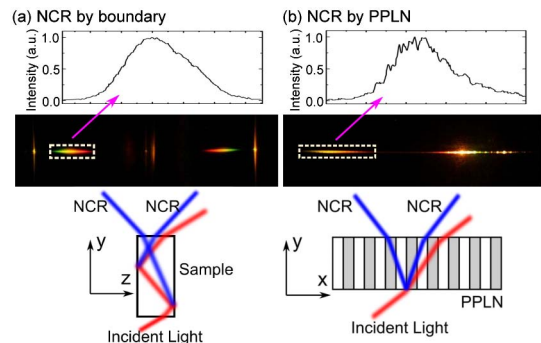 (a) NCR by boundary
Intensity (a.u.)
1.0
0.5
0.0
NCR NCR
y
z
Sample
Incident Light
(b) NCR by PPLN
Intensity (a.u.)
1.0
0.5
0.0
NCR NCR
y
x
PPLN
Incident Light